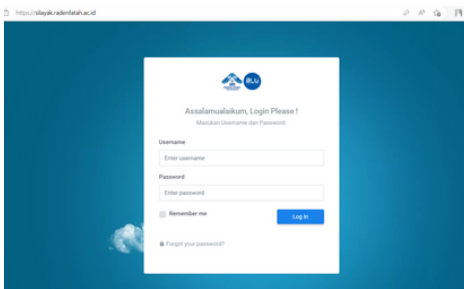 https://silayak.radenfatah.ac.id
BLU
Assalamualaikum, Login Please !
Masukan Username dan Password.
Username
Enter username
Password
Enter password
Remember me
Log In
Forgot your password?